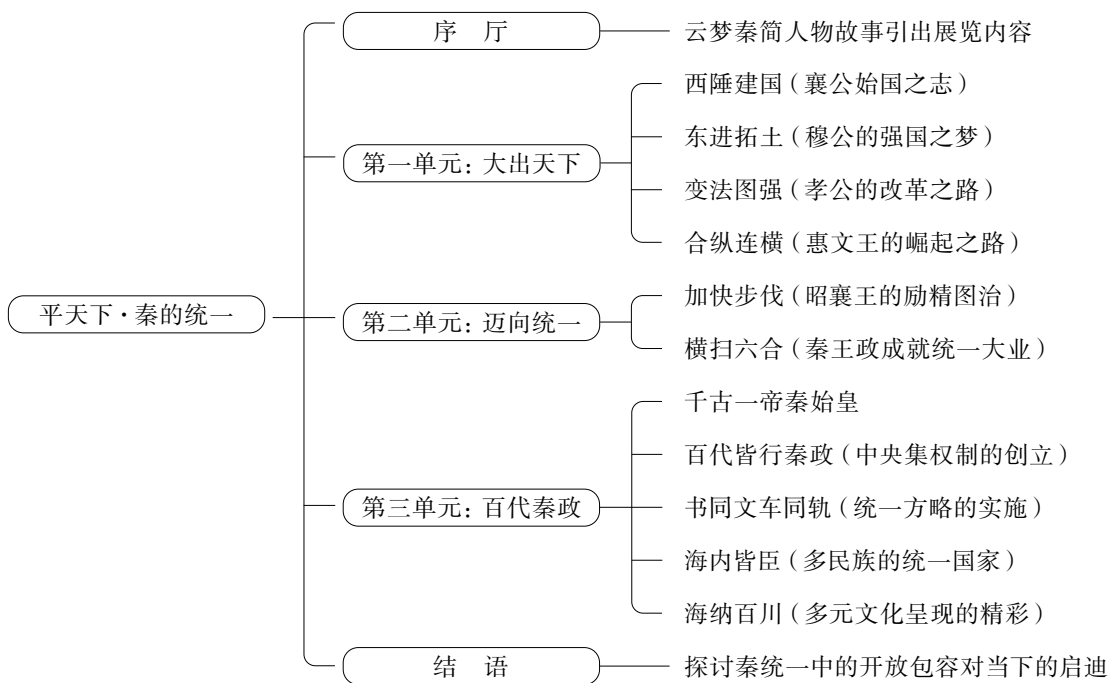 平天下·秦的统一
序 厅
云梦秦简人物故事引出展览内容
第一单元：大出天下
西陲建国（襄公始国之志）
东进拓土（穆公的强国之梦）
变法图强（孝公的改革之路）
合纵连横（惠文王的崛起之路）
第二单元：迈向统一
加快步伐（昭襄王的励精图治）
横扫六合（秦王政成就统一大业）
第三单元：百代秦政
千古一帝秦始皇
百代皆行秦政（中央集权制的创立）
书同文车同轨（统一方略的实施）
海内皆臣（多民族的统一国家）
海纳百川（多元文化呈现的精彩）
结 语
探讨秦统一中的开放包容对当下的启迪